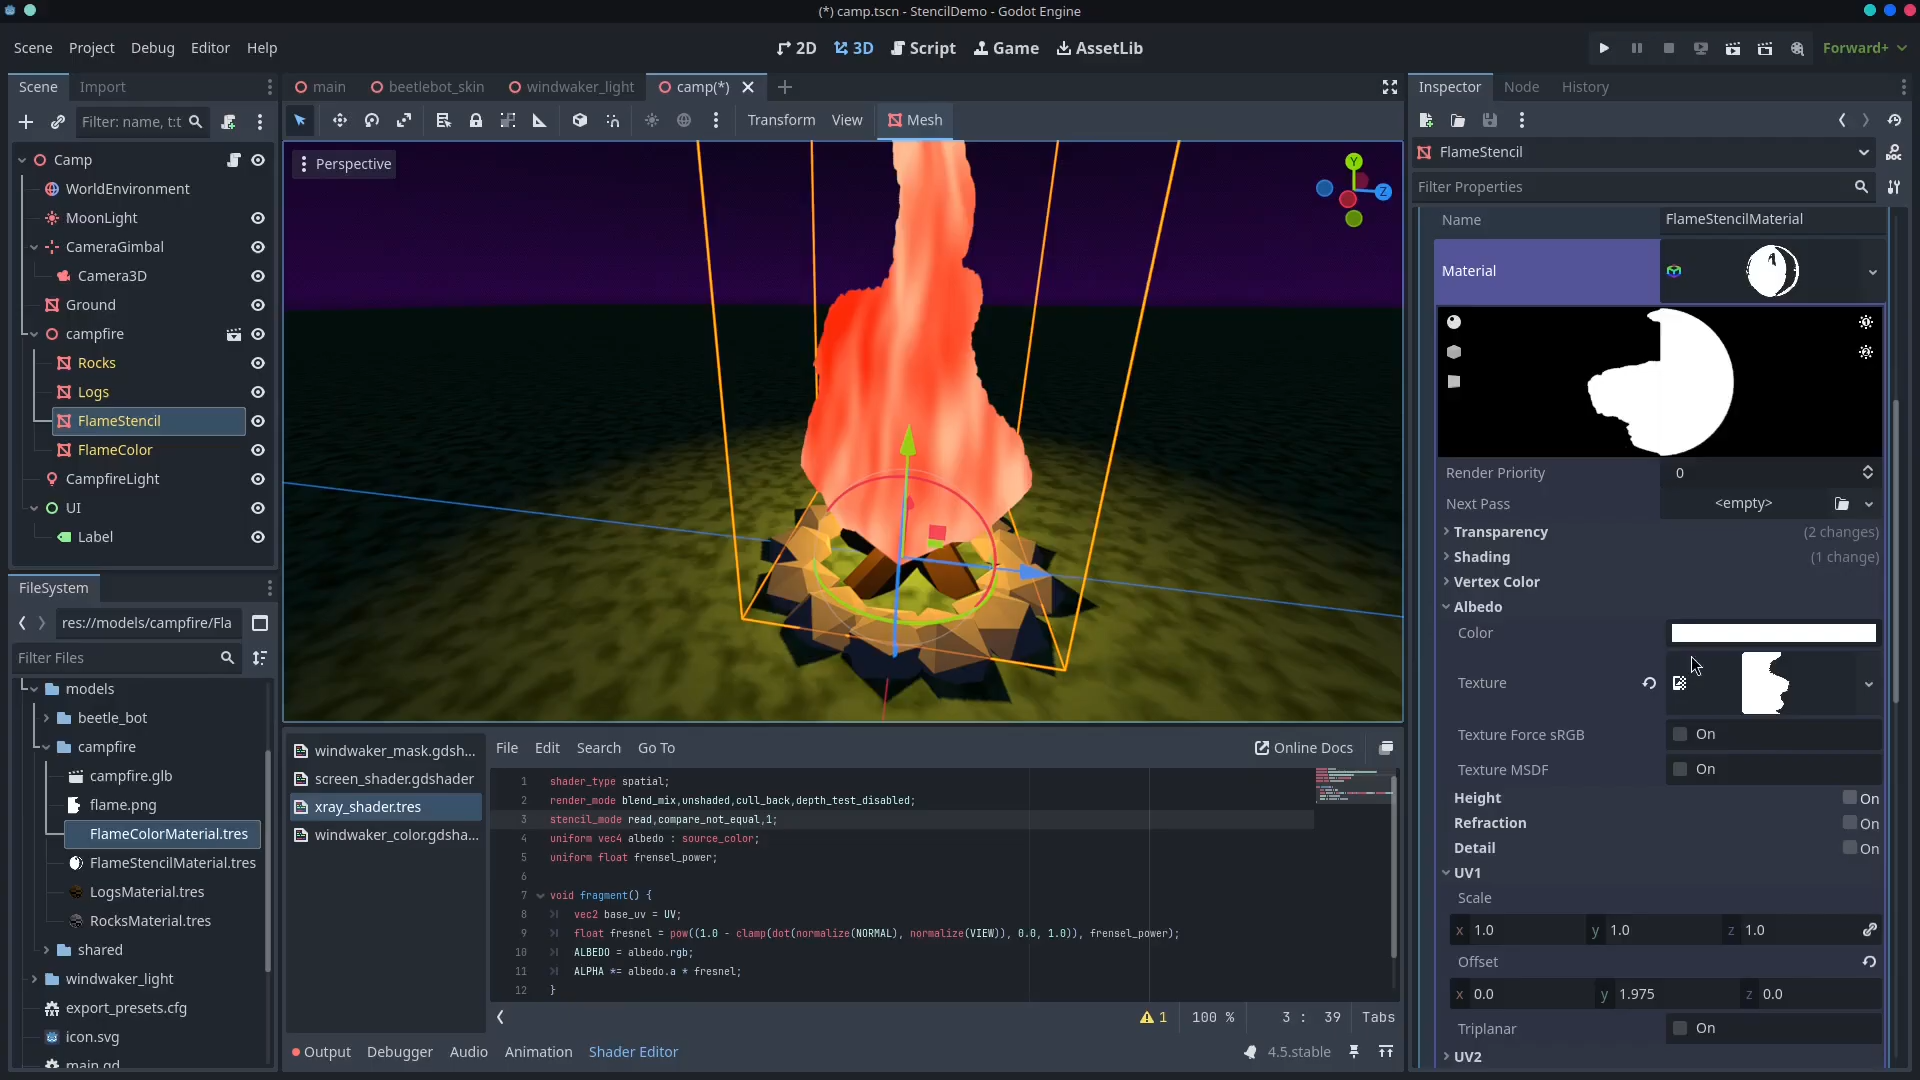 (*) camp.tscn - StencilDemo - Godot Engine
Scene Project Debug Editor Help
2D 3D Script Game AssetLib
Forward+
Scene Import
Filter: name, t:t
Camp
WorldEnvironment
MoonLight
CameraGimbal
Camera3D
Ground
campfire
Rocks
Logs
FlameStencil
FlameColor
CampfireLight
UI
Label
FileSystem
res://models/campfire/Fla
Filter Files
models
beetle_bot
campfire
campfire.glb
flame.png
FlameColorMaterial.tres
FlameStencilMaterial.tres
LogsMaterial.tres
RocksMaterial.tres
shared
windwaker_light
export_presets.cfg
icon.svg
main.gd
main beetlebot_skin windwaker_light camp(*)
Transform View Mesh
Perspective
Y
Z
windwaker_mask.gdsh...
screen_shader.gdshader
xray_shader.tres
windwaker_color.gdsha...
File Edit Search Go To Online Docs
1 shader_type spatial;
2 render_mode blend_mix,unshaded,cull_back,depth_test_disabled;
3 stencil_mode read,compare_not_equal,1;
4 uniform vec4 albedo : source_color;
5 uniform float frensel_power;
6
7 void fragment() {
8 vec2 base_uv = UV;
9 float fresnel = pow((1.0 - clamp(dot(normalize(NORMAL), normalize(VIEW)), 0.0, 1.0)), frensel_power);
10 ALBEDO = albedo.rgb;
11 ALPHA *= albedo.a * fresnel;
12 }
1 100 % 3 : 39 Tabs
Output Debugger Audio Animation Shader Editor 4.5.stable
Inspector Node History
FlameStencil
DOC
Filter Properties
Name FlameStencilMaterial
Material
Render Priority 0
Next Pass <empty>
Transparency (2 changes)
Shading (1 change)
Vertex Color
Albedo
Color
Texture
Texture Force sRGB On
Texture MSDF On
Height On
Refraction On
Detail On
UV1
Scale
x 1.0 y 1.0 z 1.0
Offset
x 0.0 y 1.975 z 0.0
Triplanar On
UV2